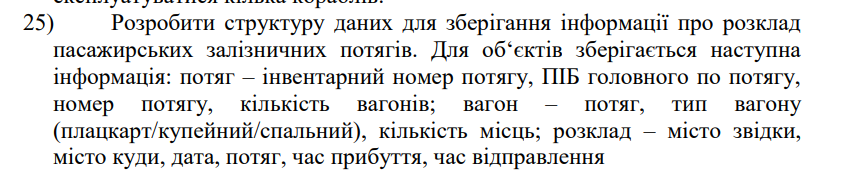 експлуатуватися кілька кораблів.
25) Розробити структуру даних для зберігання інформації про розклад
пасажирських залізничних потягів. Для об‘єктів зберігається наступна
інформація: потяг – інвентарний номер потягу, ПІБ головного по потягу,
номер потягу, кількість вагонів; вагон – потяг, тип вагону
(плацкарт/купейний/спальний), кількість місць; розклад – місто звідки,
місто куди, дата, потяг, час прибуття, час відправлення